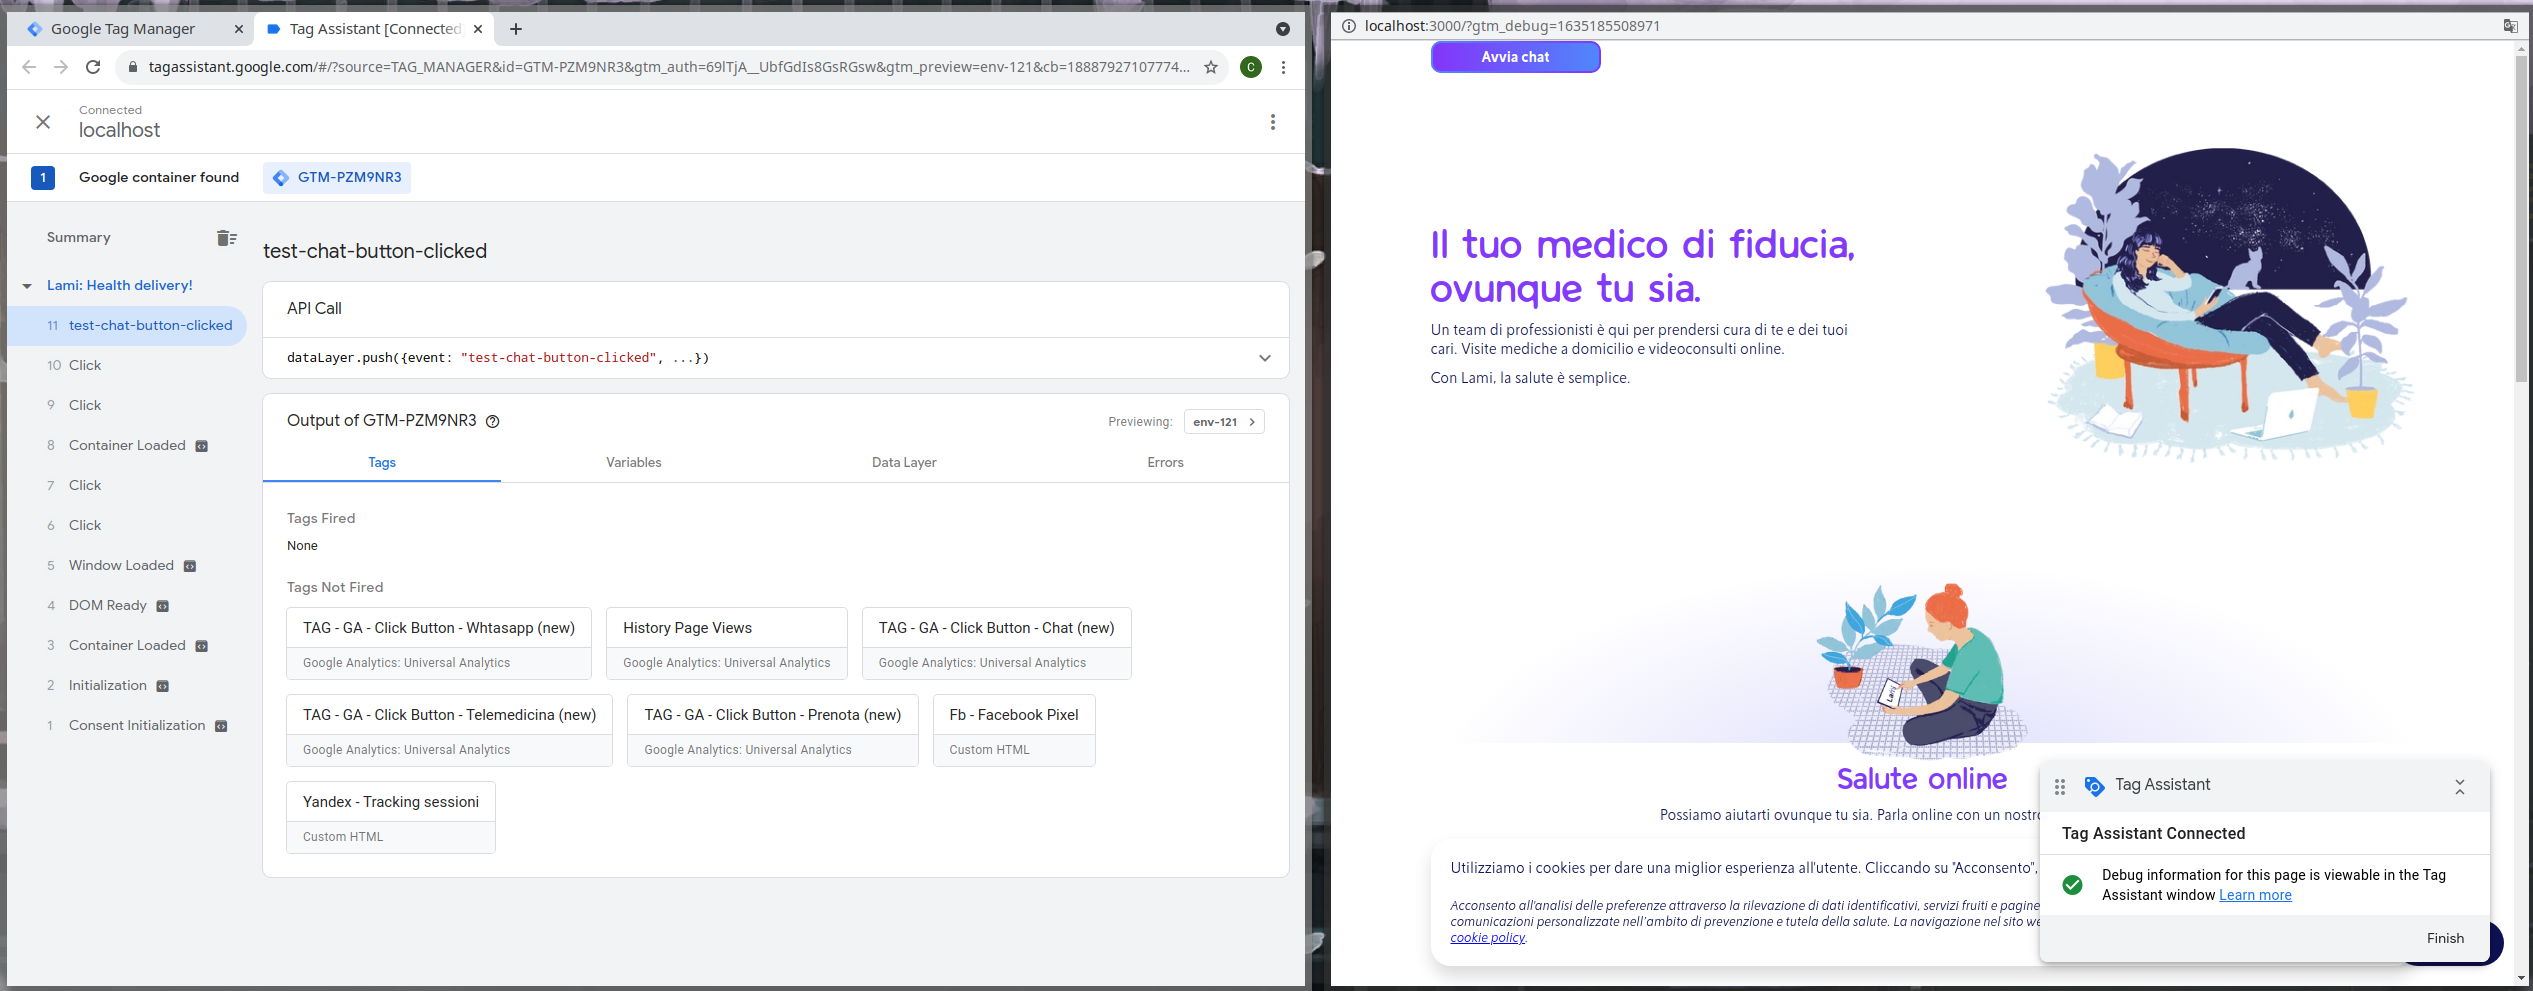 Google Tag Manager
Tag Assistant [Connected
tagassistant.google.com/#/?source=TAG_MANAGER&id=GTM-PZM9NR3&gtm_auth=69lTjA__UbfGdIs8GsRGsw&gtm_preview=env-121&cb=18887927107774...
C
Connected
localhost
1
Google container found
GTM-PZM9NR3
Summary
Lami: Health delivery!
11 test-chat-button-clicked
10 Click
9 Click
8 Container Loaded
7 Click
6 Click
5 Window Loaded
4 DOM Ready
3 Container Loaded
2 Initialization
1 Consent Initialization
test-chat-button-clicked
API Call
dataLayer.push({event: "test-chat-button-clicked", ...})
Output of GTM-PZM9NR3
Previewing: env-121
Tags Variables Data Layer Errors
Tags Fired
None
Tags Not Fired
TAG - GA - Click Button - Whtasapp (new)
Google Analytics: Universal Analytics
History Page Views
Google Analytics: Universal Analytics
TAG - GA - Click Button - Chat (new)
Google Analytics: Universal Analytics
TAG - GA - Click Button - Telemedicina (new)
Google Analytics: Universal Analytics
TAG - GA - Click Button - Prenota (new)
Google Analytics: Universal Analytics
Fb - Facebook Pixel
Custom HTML
Yandex - Tracking sessioni
Custom HTML
localhost:3000/?gtm_debug=1635185508971
Avvia chat
Il tuo medico di fiducia,
ovunque tu sia.
Un team di professionisti è qui per prendersi cura di te e dei tuoi
cari. Visite mediche a domicilio e videoconsulti online.
Con Lami, la salute è semplice.
Lami
Salute online
Possiamo aiutarti ovunque tu sia. Parla online con un nostro
Utilizziamo i cookies per dare una miglior esperienza all'utente. Cliccando su "Acconsento",
Acconsento all'analisi delle preferenze attraverso la rilevazione di dati identificativi, servizi fruiti e pagine
comunicazioni personalizzate nell'ambito di prevenzione e tutela della salute. La navigazione nel sito we
cookie policy.
Tag Assistant
Tag Assistant Connected
Debug information for this page is viewable in the Tag
Assistant window Learn more
Finish